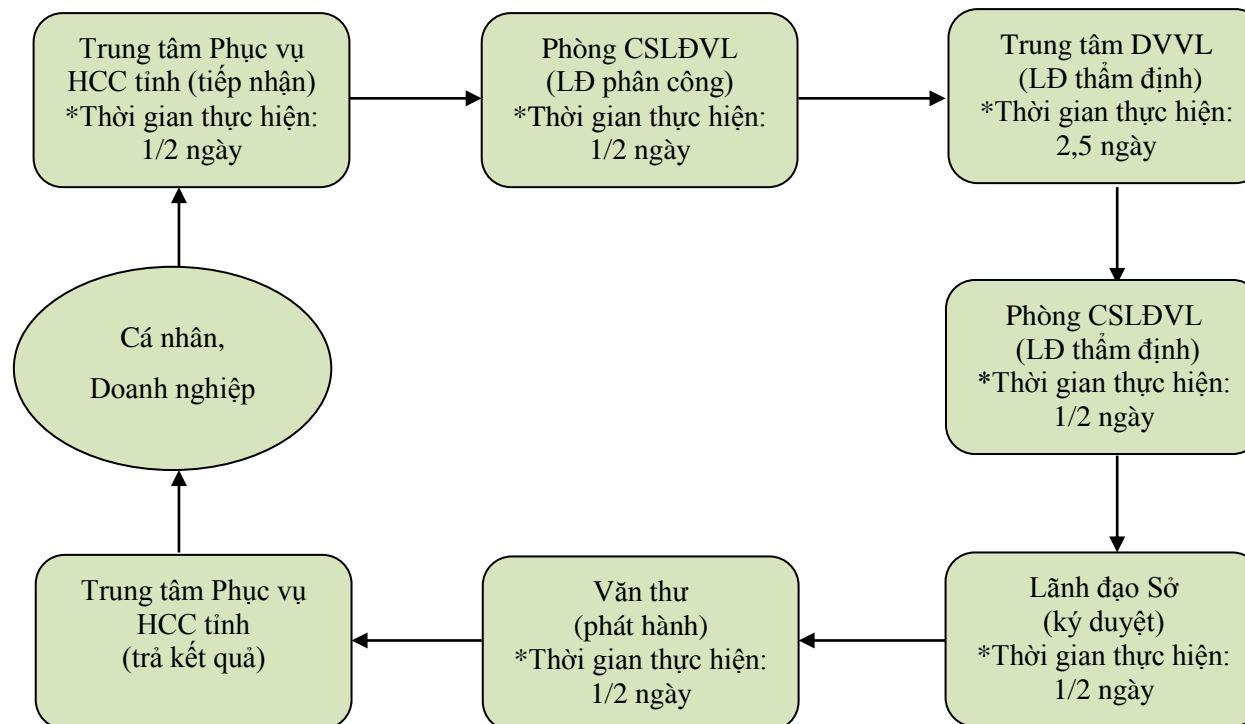 Trung tâm Phục vụ
HCC tỉnh (tiếp nhận)
*Thời gian thực hiện:
1/2 ngày
Phòng CSLĐVL
(LĐ phân công)
*Thời gian thực hiện:
1/2 ngày
Trung tâm DVVL
(LĐ thẩm định)
*Thời gian thực hiện:
2,5 ngày
Phòng CSLĐVL
(LĐ thẩm định)
*Thời gian thực hiện:
1/2 ngày
Lãnh đạo Sở
(ký duyệt)
*Thời gian thực hiện:
1/2 ngày
Văn thư
(phát hành)
*Thời gian thực hiện:
1/2 ngày
Trung tâm Phục vụ
HCC tỉnh
(trả kết quả)
Cá nhân,
Doanh nghiệp